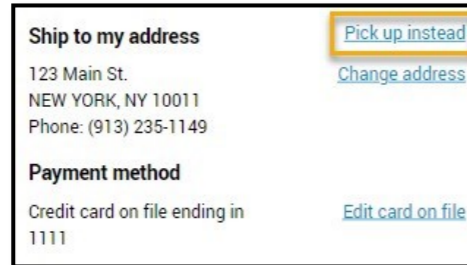 Ship to my address
Pick up instead
123 Main St.
Change address
NEW YORK, NY 10011
Phone: (913) 235-1149
Payment method
Credit card on file ending in
Edit card on file
1111